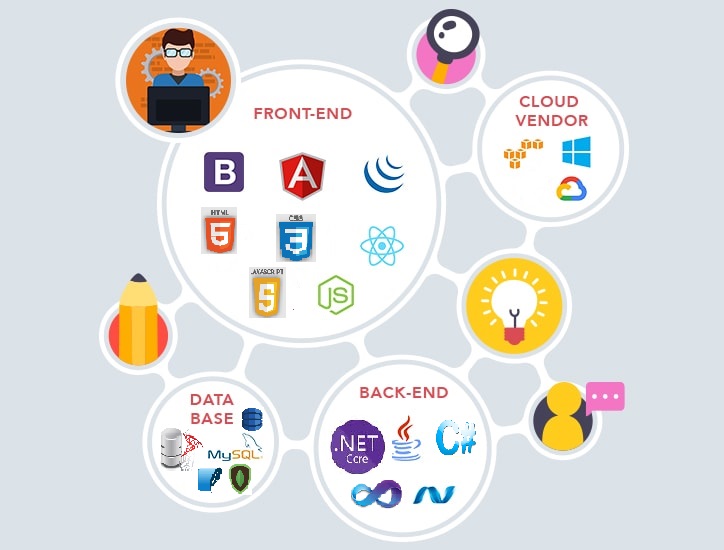 FRONT-END
CLOUD
VENDOR
B
A
HTML
5
CSS
3
JAVASCRIPT
5
JS
DATA
BASE
MySQL
BACK-END
.NET
Core
C#